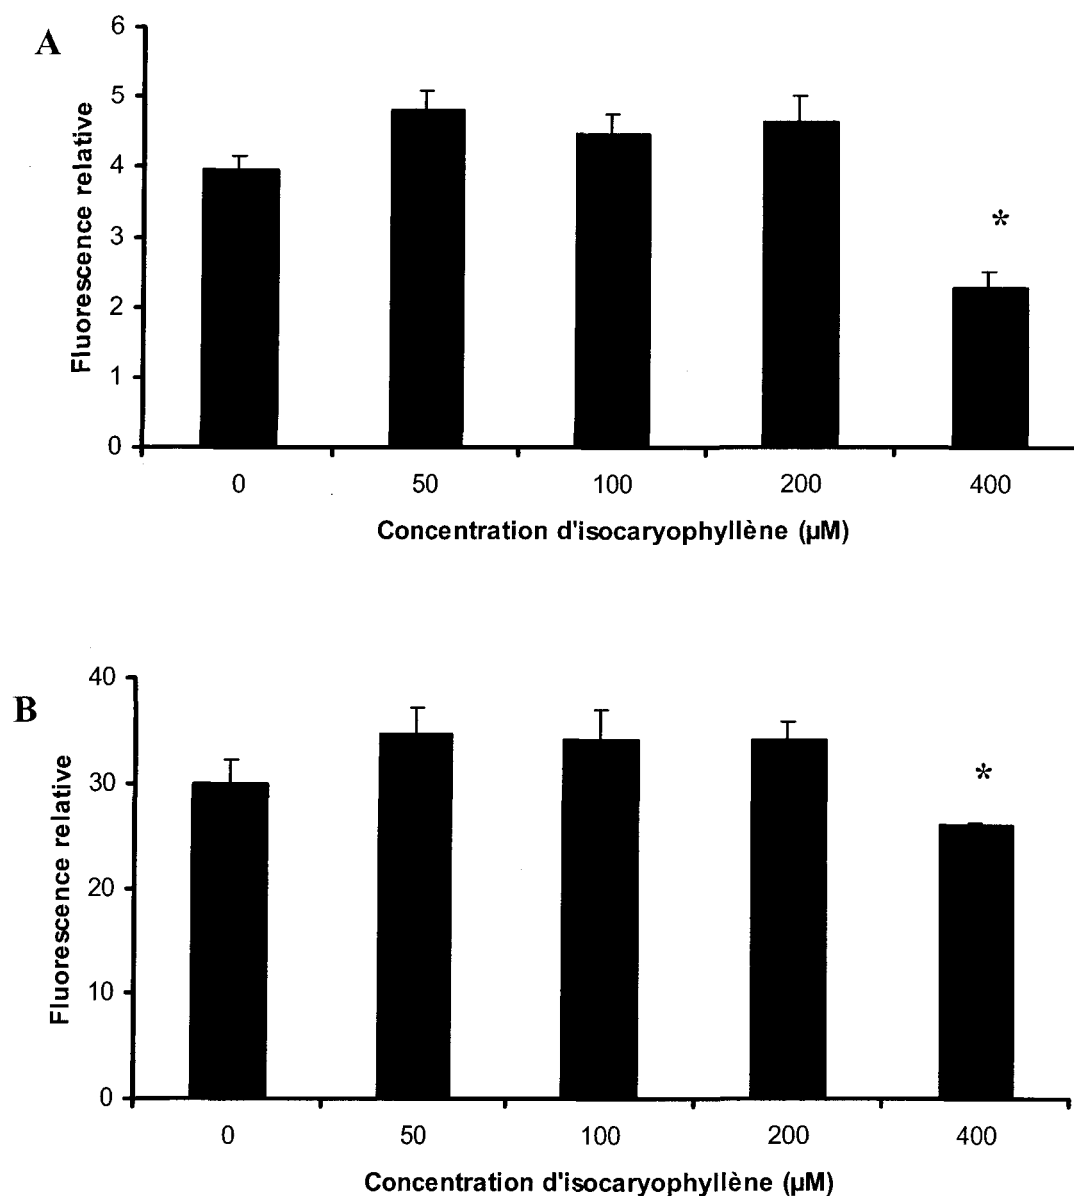 A
6
5
4
3
2
1
0
Fluorescence relative
*
0 50 100 200 400
Concentration d'isocaryophyllène (µM)
B
40
30
20
10
0
Fluorescence relative
*
0 50 100 200 400
Concentration d'isocaryophyllène (µM)